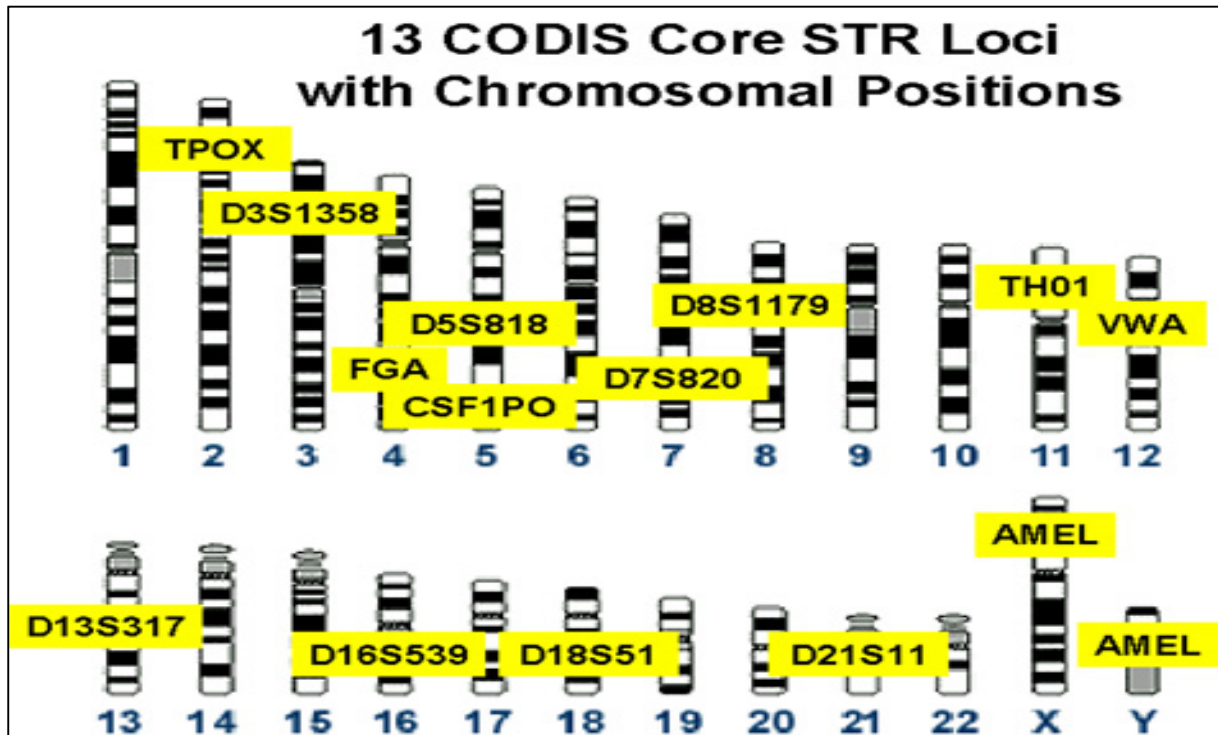 13 CODIS Core STR Loci
with Chromosomal Positions
TPOX
D3S1358
D8S1179
TH01
D5S818
VWA
FGA
D7S820
CSF1PO
1 2 3 4 5 6 7 8 9 10 11 12
AMEL
D13S317
D16S539
D18S51
D21S11
AMEL
13 14 15 16 17 18 19 20 21 22 X Y